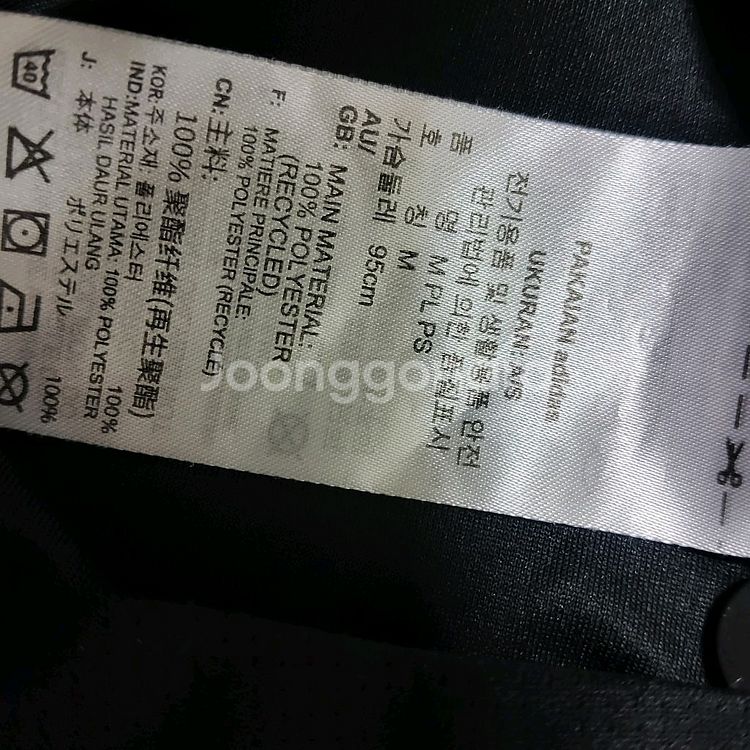 PAKAIAN adidas
UKURAN: A/S
전기용품 및 생활용품 안전
관리법에 의한 품질표시
품 명 M PL PS
호 칭 M
가슴둘레 95cm
AU/
GB: MAIN MATERIAL:
100% POLYESTER
(RECYCLED)
F: MATIERE PRINCIPALE:
100% POLYESTER (RECYCLE)
CN: 主料:
100% 聚酯纤维(再生聚酯)
KOR: 주소재: 폴리에스터 100%
IND: MATERIAL UTAMA: 100% POLYESTER
HASIL DAUR ULANG
J: 本体
ポリエステル 100%
40